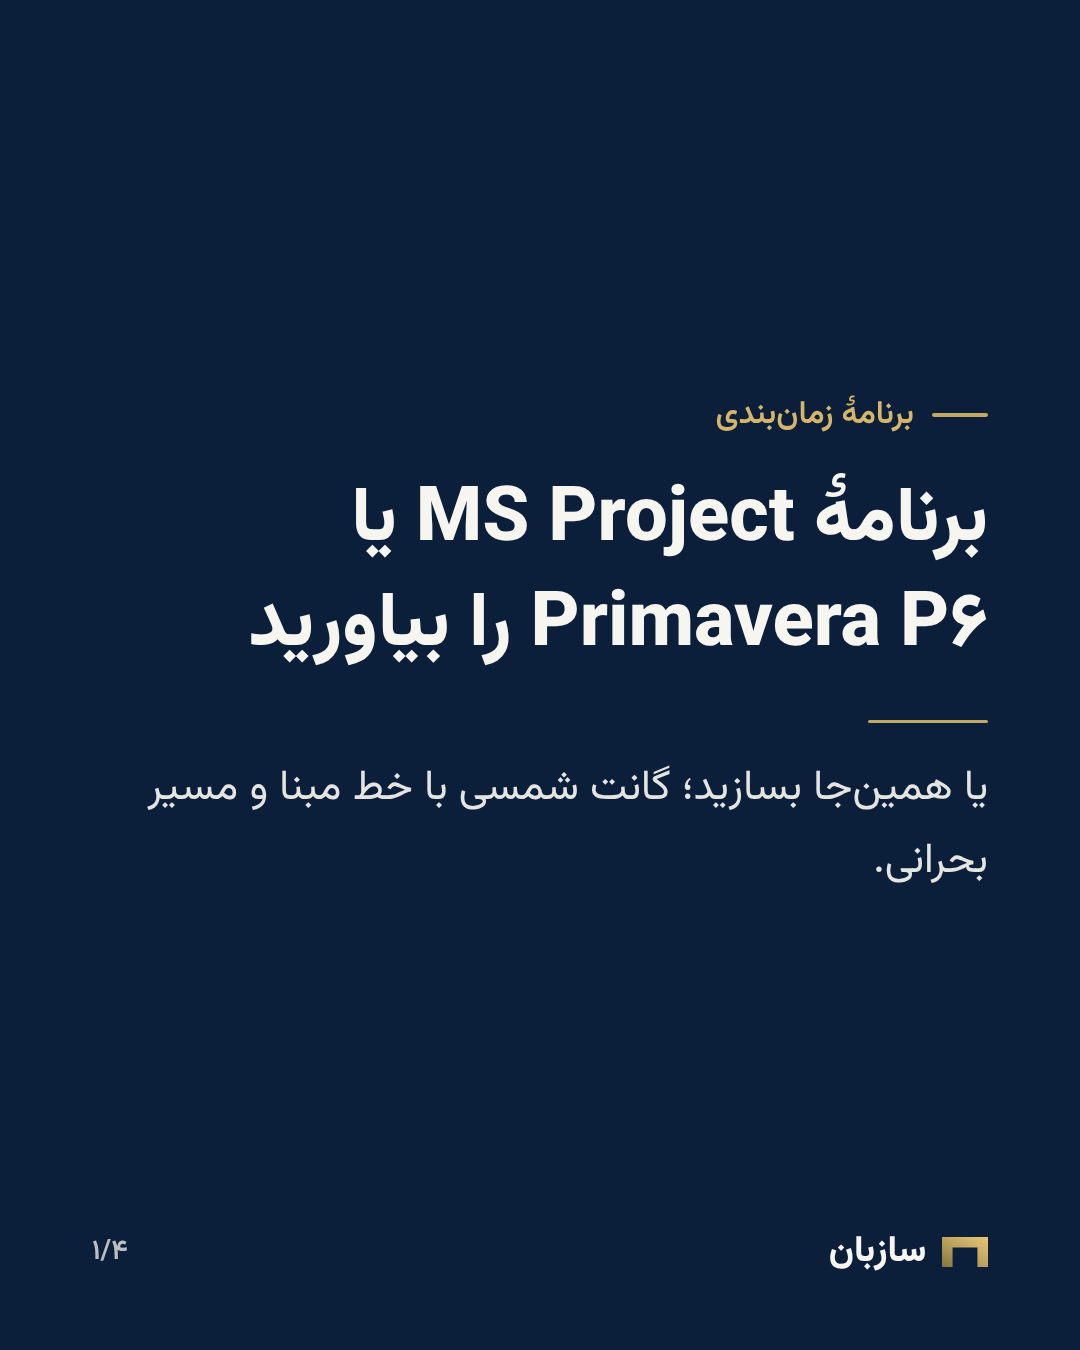 برنامهٔ زمان‌بندی
برنامهٔ MS Project یا
Primavera P۶ را بیاورید
یا همین‌جا بسازید؛ گانت شمسی با خط مبنا و مسیر
بحرانی.
سازبان
۱/۴